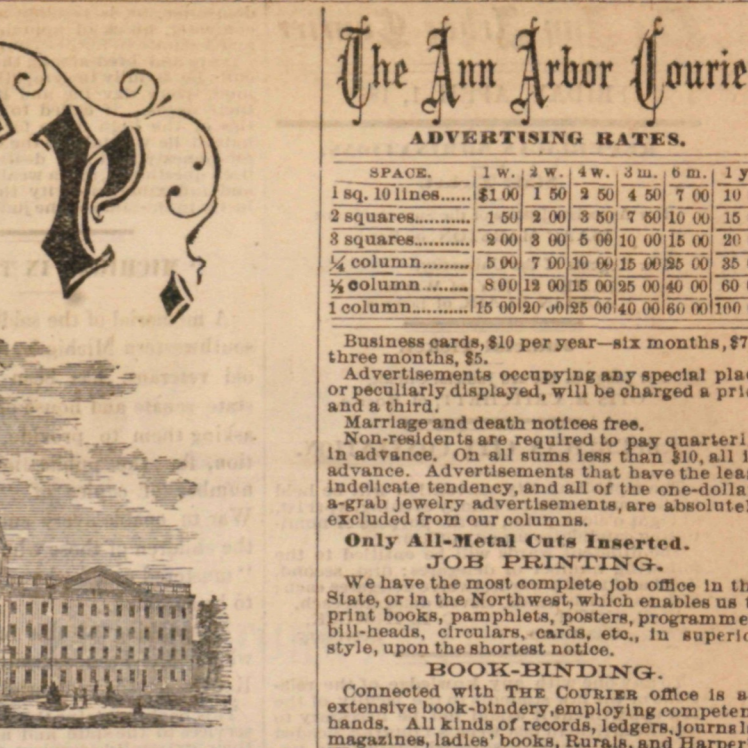 The Ann Arbor Courie
ADVERTISING RATES.
SPACE. 1 w. 2 w. 4 w. 3 m. 6 m. 1 y
1 sq. 10 lines...... $1 00 1 50 2 50 4 50 7 00 10
2 squares........... 1 50 2 00 3 50 7 50 10 00 15
3 squares........... 2 00 3 00 5 00 10 00 15 00 20
¼ column......... 5 00 7 00 10 00 15 00 25 00 35
½ column......... 8 00 12 00 15 00 25 00 40 00 60
1 column.......... 15 00 20 00 25 00 40 00 60 00 100
Business cards, $10 per year—six months, $7
three months, $5.
Advertisements occupying any special plac
or peculiarly displayed, will be charged a pric
and a third.
Marriage and death notices free.
Non-residents are required to pay quarterl
in advance. On all sums less than $10, all i
advance. Advertisements that have the leas
indelicate tendency, and all of the one-dolla
a-grab jewelry advertisements, are absolutel
excluded from our columns.
Only All-Metal Cuts Inserted.
JOB PRINTING.
We have the most complete job office in th
State, or in the Northwest, which enables us t
print books, pamphlets, posters, programme
bill-heads, circulars, cards, etc., in superio
style, upon the shortest notice.
BOOK-BINDING.
Connected with THE COURIER office is a
extensive book-bindery, employing competen
hands. All kinds of records, ledgers, journal
magazines, ladies' books, Rurals, and Harper